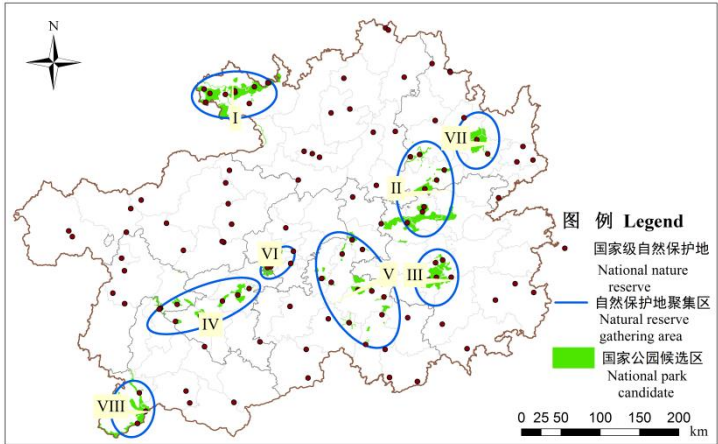 N
I
VII
II
图 例 Legend
国家级自然保护地
National nature
reserve
VI
V
III
自然保护地聚集区
Natural reserve
gathering area
IV
国家公园候选区
National park
candidate
VIII
0 25 50 100 150 200
km